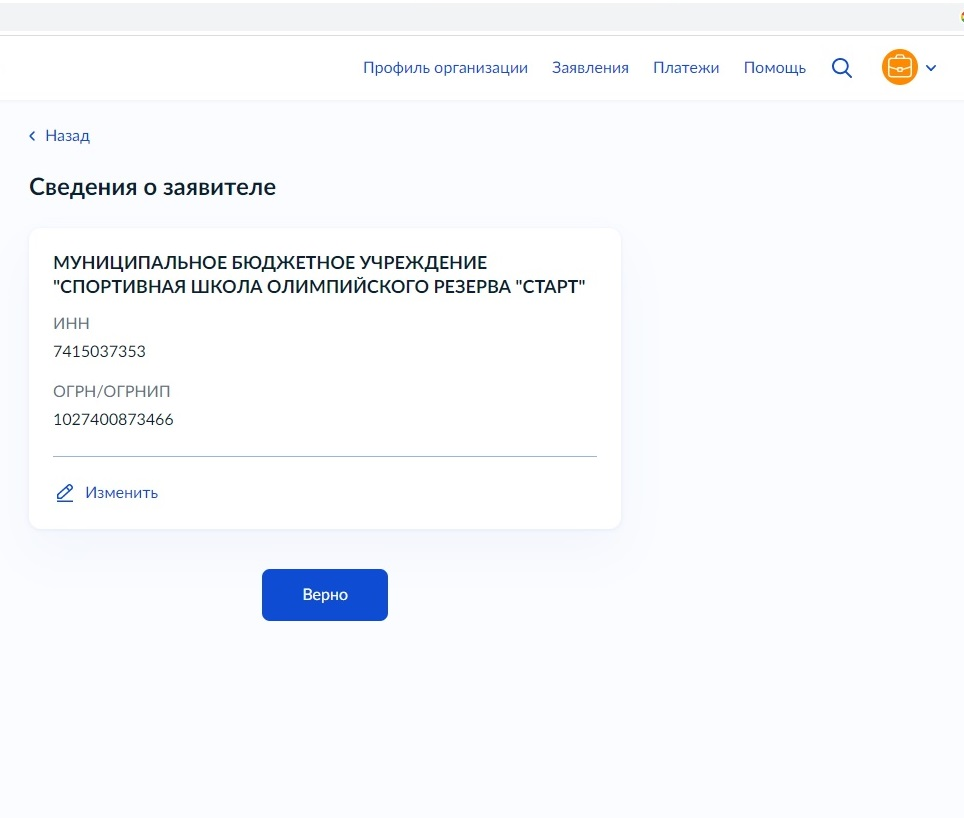 Профиль организации Заявления Платежи Помощь
Назад
Сведения о заявителе
МУНИЦИПАЛЬНОЕ БЮДЖЕТНОЕ УЧРЕЖДЕНИЕ
"СПОРТИВНАЯ ШКОЛА ОЛИМПИЙСКОГО РЕЗЕРВА "СТАРТ"
ИНН
7415037353
ОГРН/ОГРНИП
1027400873466
Изменить
Верно